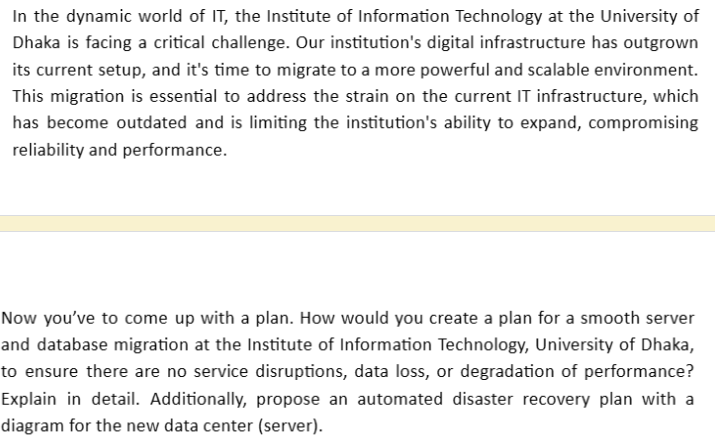 In the dynamic world of IT, the Institute of Information Technology at the University of
Dhaka is facing a critical challenge. Our institution's digital infrastructure has outgrown
its current setup, and it's time to migrate to a more powerful and scalable environment.
This migration is essential to address the strain on the current IT infrastructure, which
has become outdated and is limiting the institution's ability to expand, compromising
reliability and performance.
Now you’ve to come up with a plan. How would you create a plan for a smooth server
and database migration at the Institute of Information Technology, University of Dhaka,
to ensure there are no service disruptions, data loss, or degradation of performance?
Explain in detail. Additionally, propose an automated disaster recovery plan with a
diagram for the new data center (server).